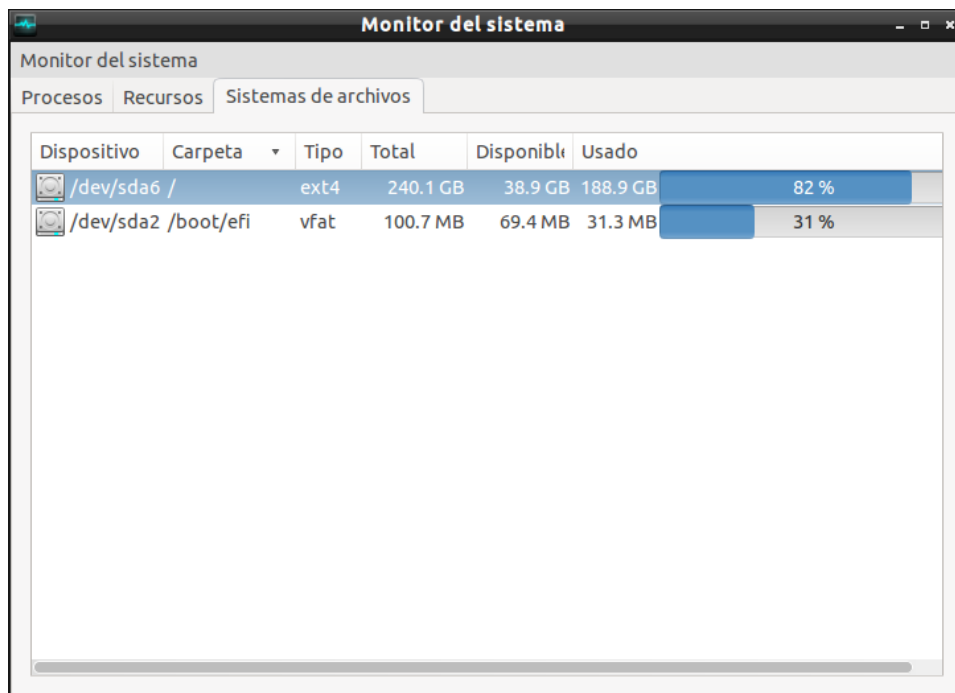 Monitor del sistema
Monitor del sistema
Procesos Recursos Sistemas de archivos
Dispositivo Carpeta Tipo Total Disponible Usado
/dev/sda6 / ext4 240.1 GB 38.9 GB 188.9 GB 82 %
/dev/sda2 /boot/efi vfat 100.7 MB 69.4 MB 31.3 MB 31 %